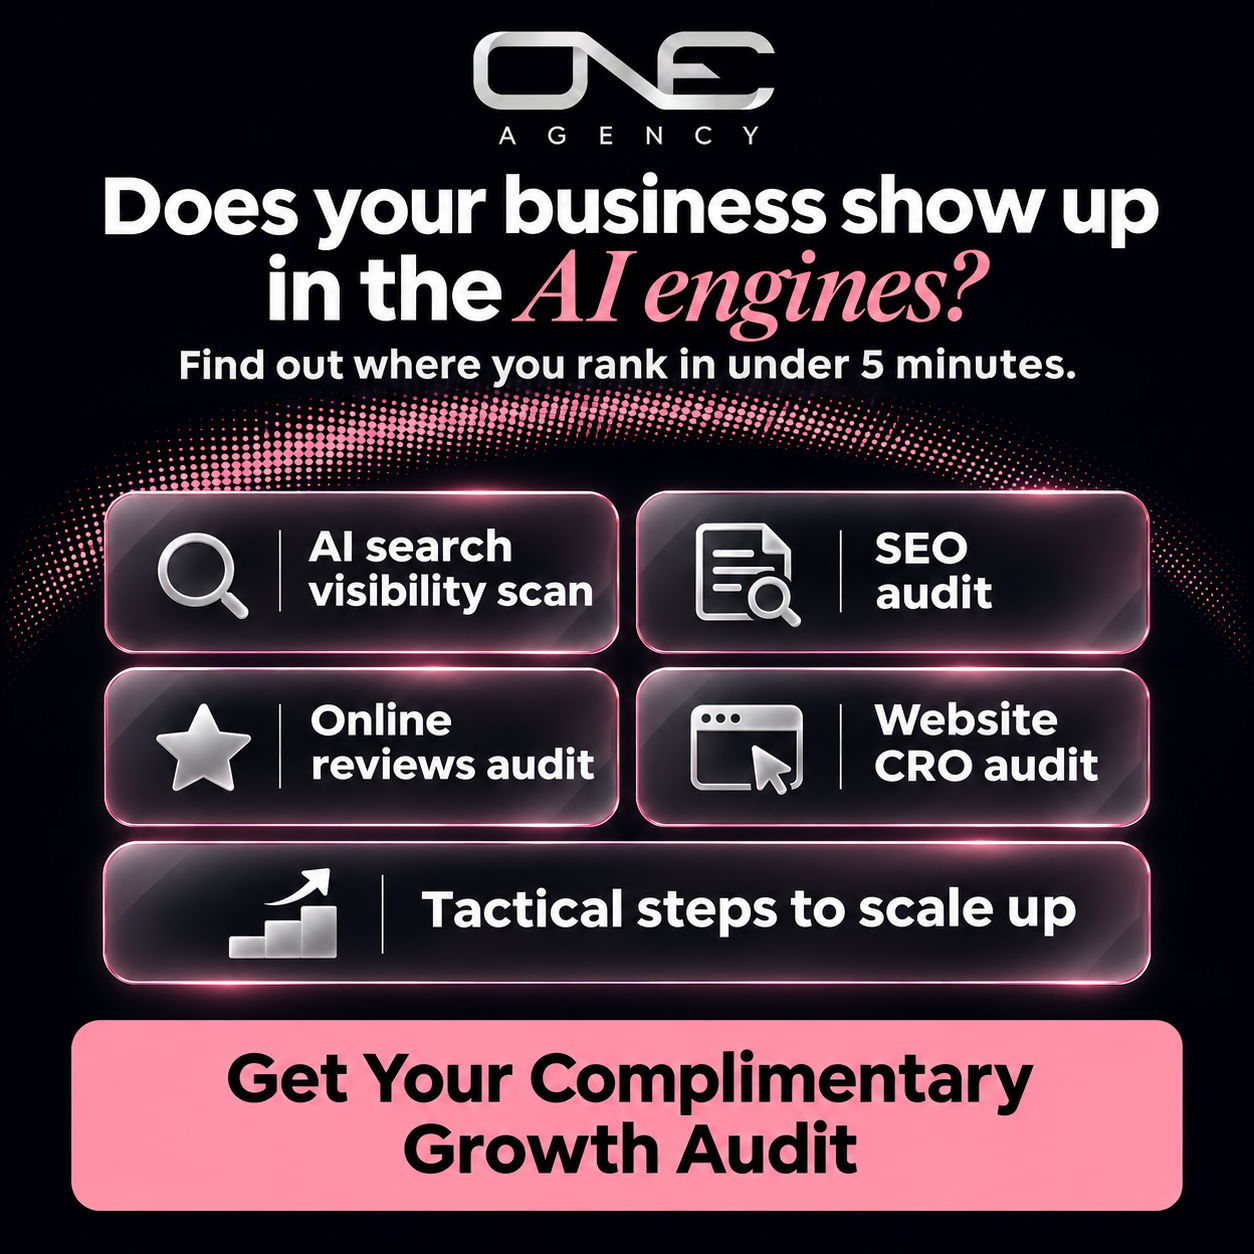 ONE
AGENCY
Does your business show up
in the AI engines?
Find out where you rank in under 5 minutes.
AI search
visibility scan
SEO
audit
Online
reviews audit
Website
CRO audit
Tactical steps to scale up
Get Your Complimentary
Growth Audit